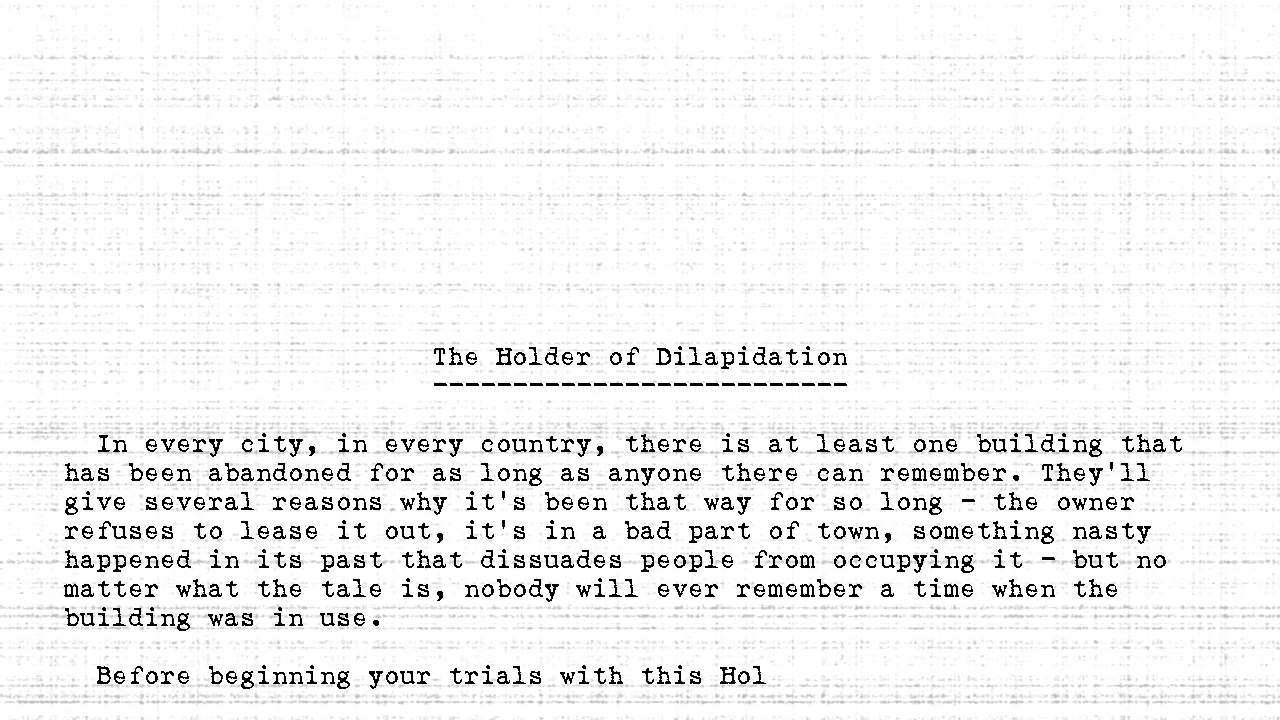 The Holder of Dilapidation
--------------------------
In every city, in every country, there is at least one building that
has been abandoned for as long as anyone there can remember. They'll
give several reasons why it's been that way for so long - the owner
refuses to lease it out, it's in a bad part of town, something nasty
happened in its past that dissuades people from occupying it - but no
matter what the tale is, nobody will ever remember a time when the
building was in use.
Before beginning your trials with this Hol